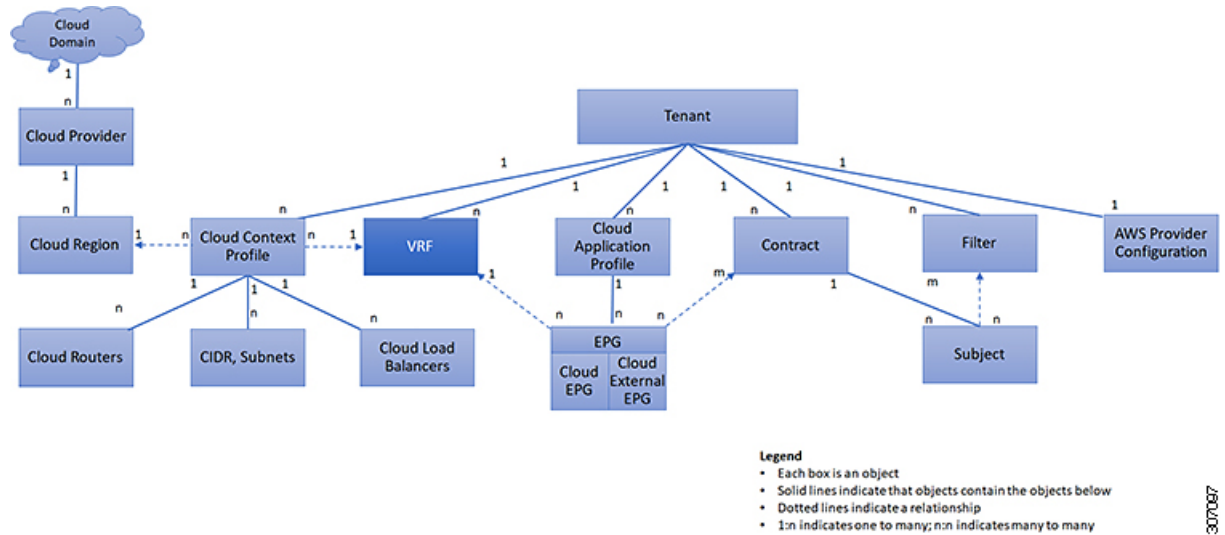 Cloud
Domain
1
n
Cloud Provider
Tenant
1
1
1
1
1
1
1
n
n
n
n
n
n
1
Cloud Region
1
n
Cloud Context
Profile
n
1
VRF
Cloud
Application
Profile
Contract
Filter
AWS Provider
Configuration
1
1
1
1
1
m
1
m
n
n
n
n
n
n
n
n
Cloud Routers
CIDR, Subnets
Cloud Load
Balancers
EPG
Cloud
EPG
Cloud
External
EPG
Subject
Legend
• Each box is an object
• Solid lines indicate that objects contain the objects below
• Dotted lines indicate a relationship
• 1:n indicates one to many; n:n indicates many to many
307097